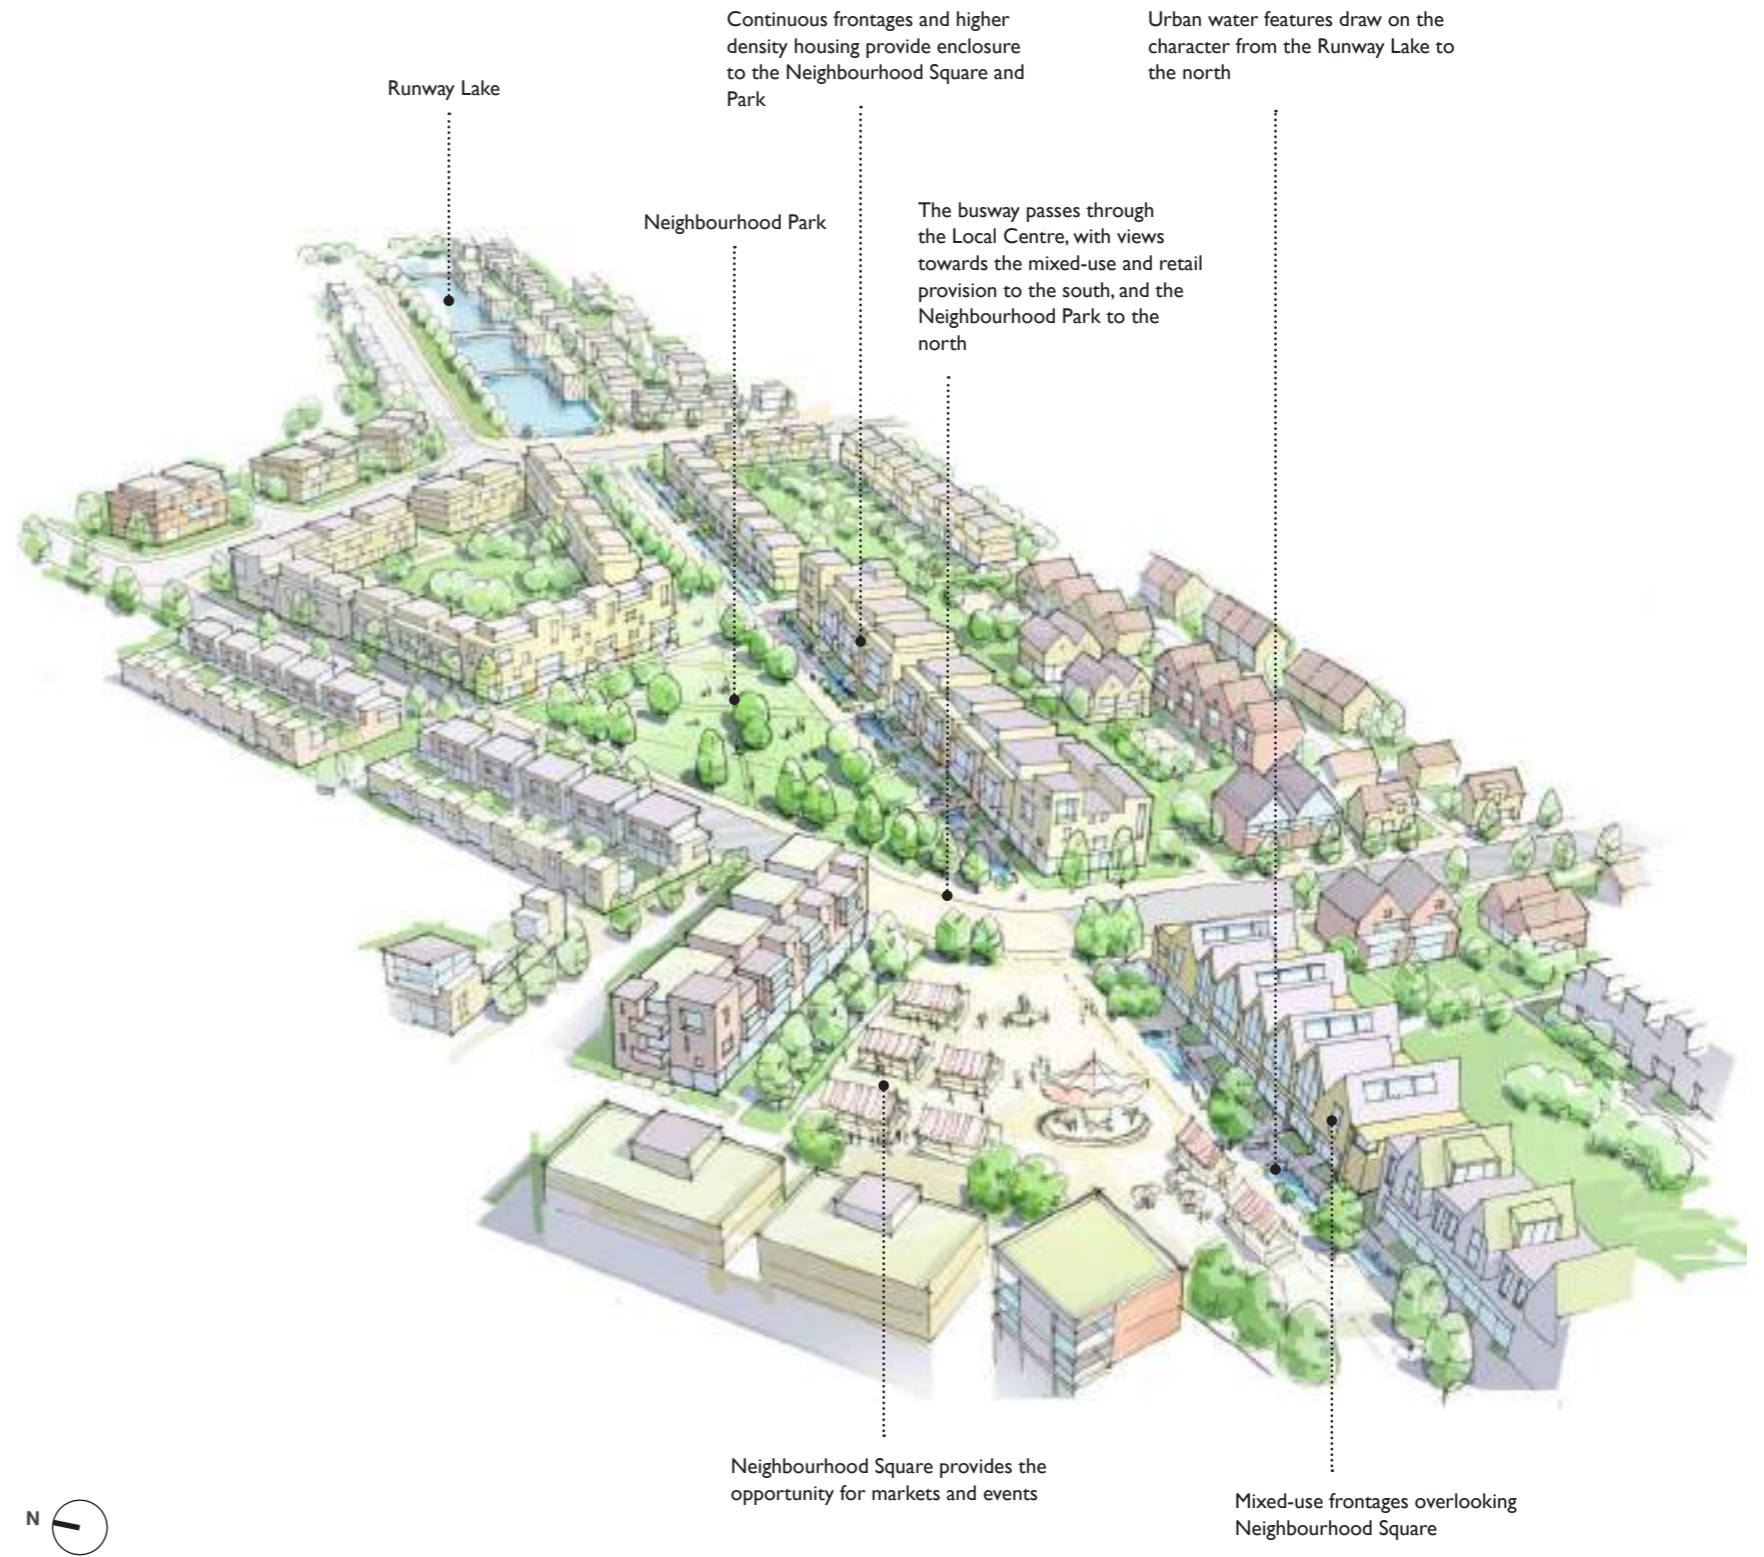 Continuous frontages and higher
density housing provide enclosure
to the Neighbourhood Square and
Park
Urban water features draw on the
character from the Runway Lake to
the north
Runway Lake
Neighbourhood Park
The busway passes through
the Local Centre, with views
towards the mixed-use and retail
provision to the south, and the
Neighbourhood Park to the
north
Neighbourhood Square provides the
opportunity for markets and events
Mixed-use frontages overlooking
Neighbourhood Square
N